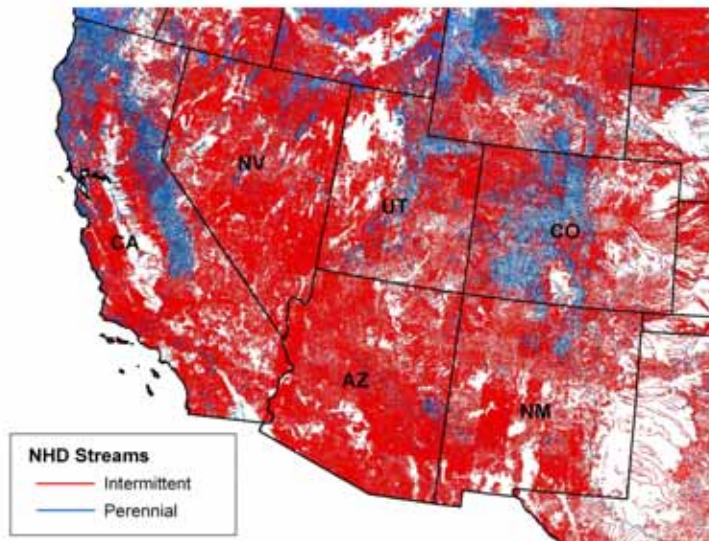 NV
UT
CO
CA
AZ
NM
NHD Streams
Intermittent
Perennial